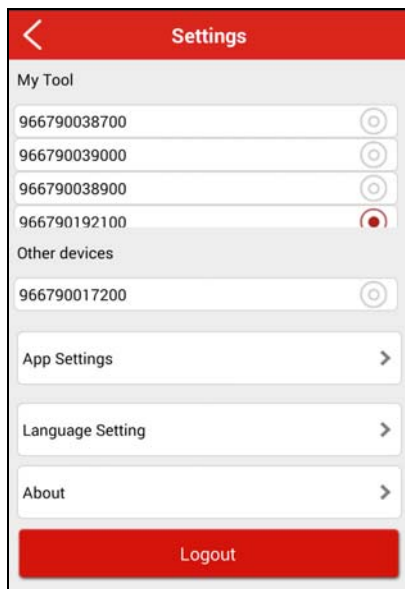 Settings
My Tool
966790038700
966790039000
966790038900
966790192100
Other devices
966790017200
App Settings
Language Setting
About
Logout